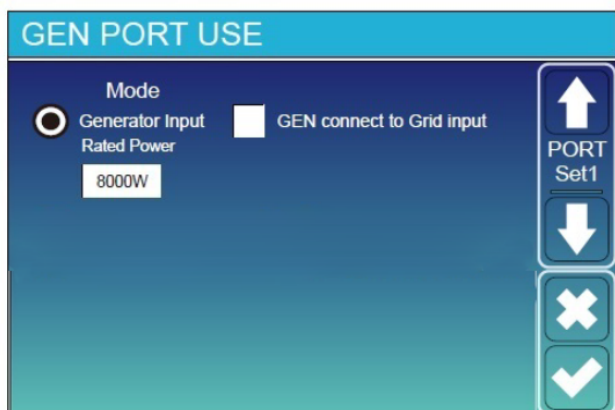 GEN PORT USE
Mode
Generator Input
Rated Power
8000W
GEN connect to Grid input
PORT
Set1